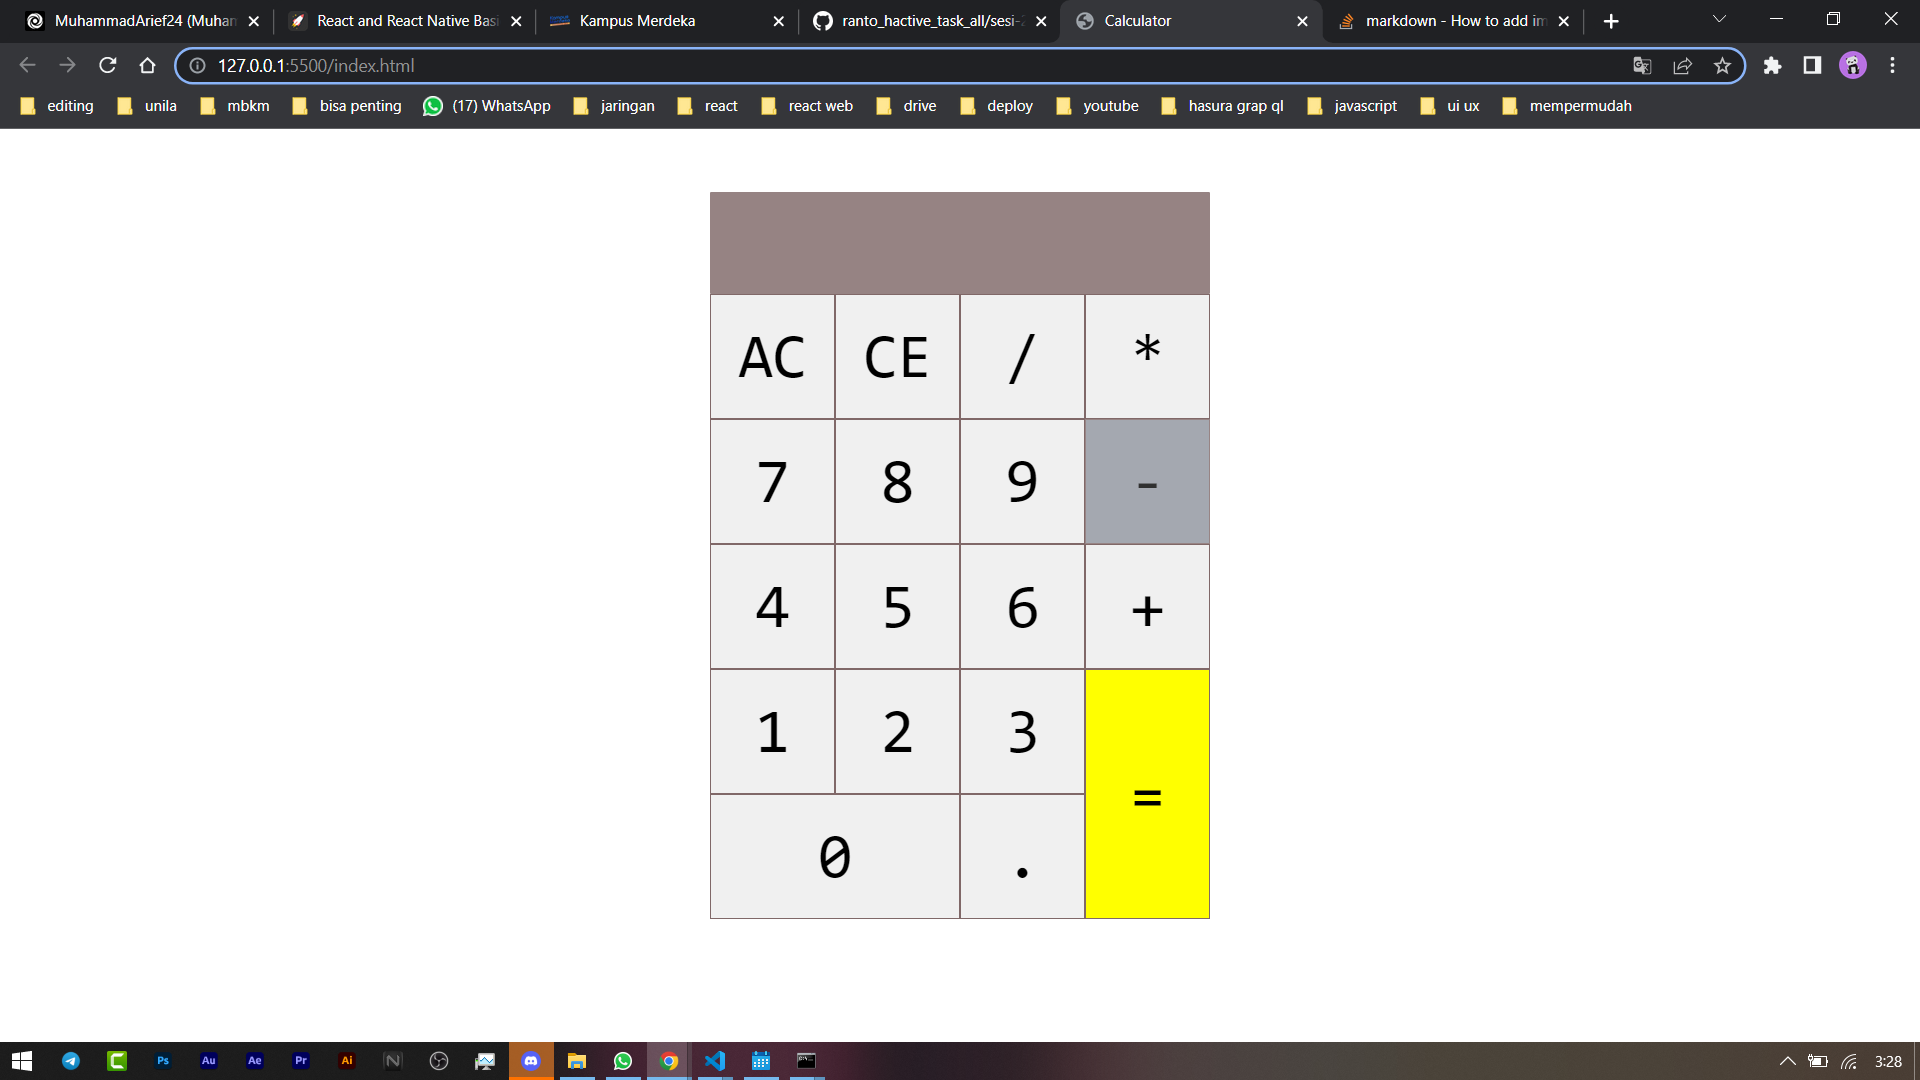 MuhammadArief24 (Muhan
React and React Native Basi
Kampus Merdeka
ranto_hactive_task_all/sesi-2
Calculator
markdown - How to add im
127.0.0.1:5500/index.html
editing unila mbkm bisa penting (17) WhatsApp jaringan react react web drive deploy youtube hasura grap ql javascript ui ux mempermudah
AC CE / *
7 8 9 -
4 5 6 +
1 2 3
=
0 .
Ps Au Ae Pr Ai N
3:28